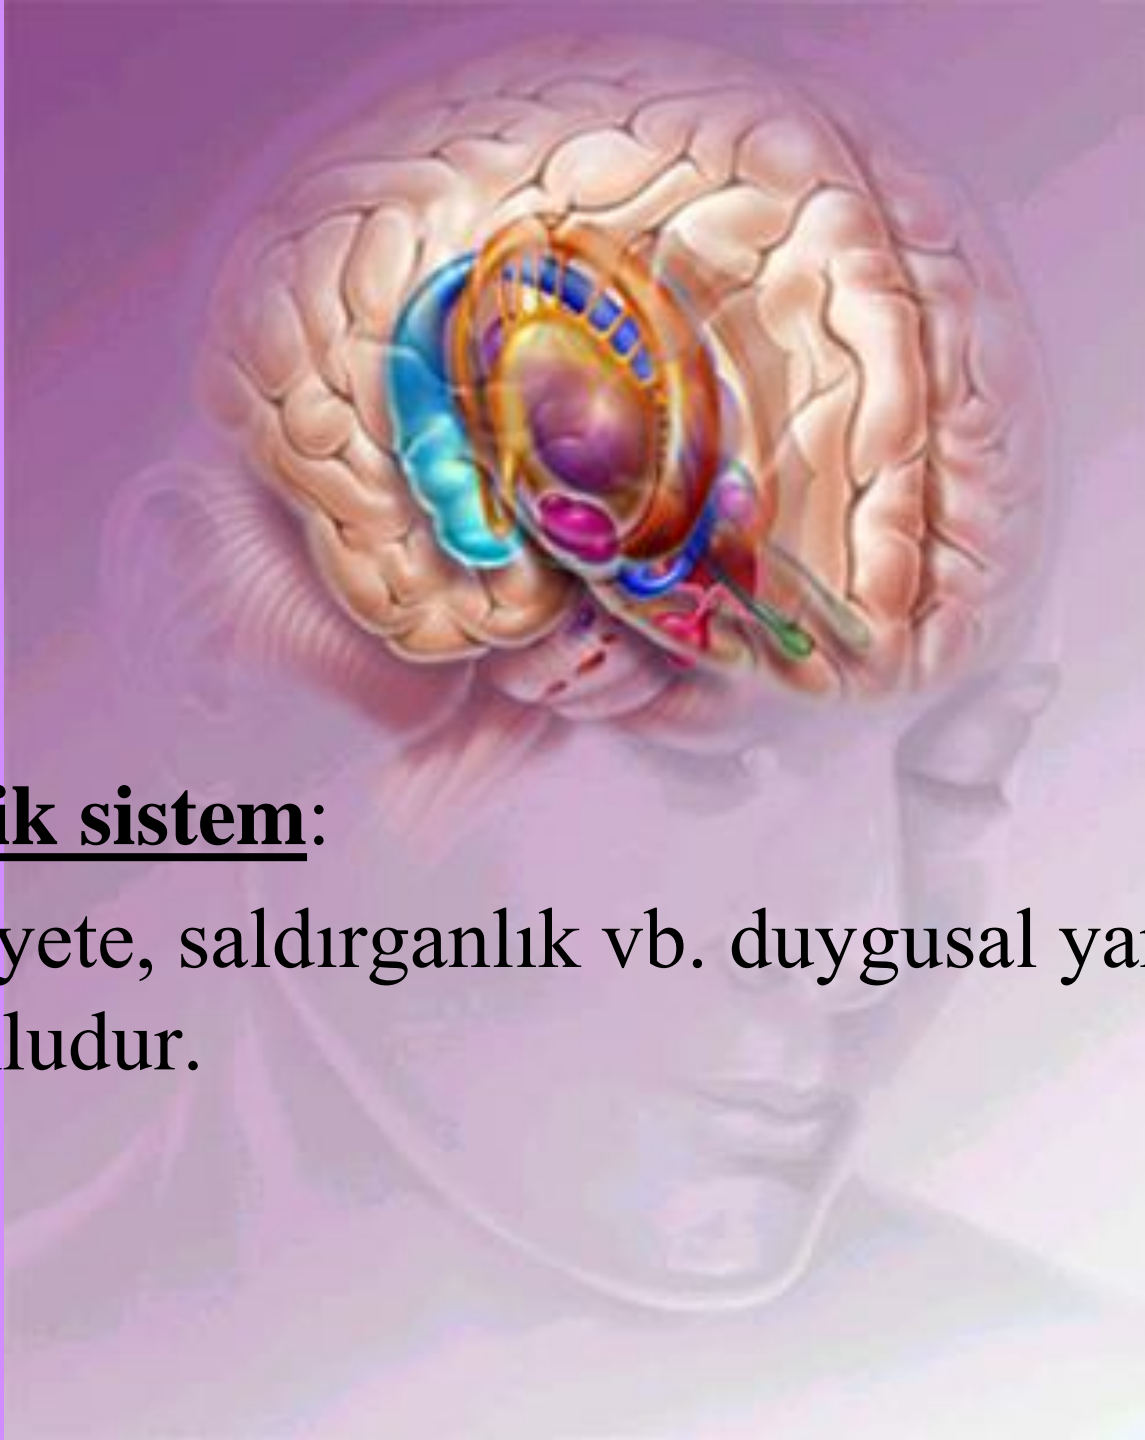 ik sistem:
yete, saldırganlık vb. duygusal ya
ludur.